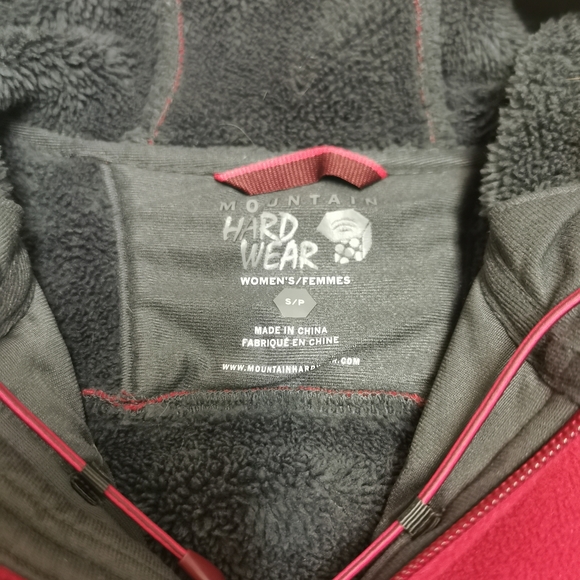 MOUNTAIN
HARD
WEAR
WOMEN'S/FEMMES
S/P
MADE IN CHINA
FABRIQUÉ EN CHINE